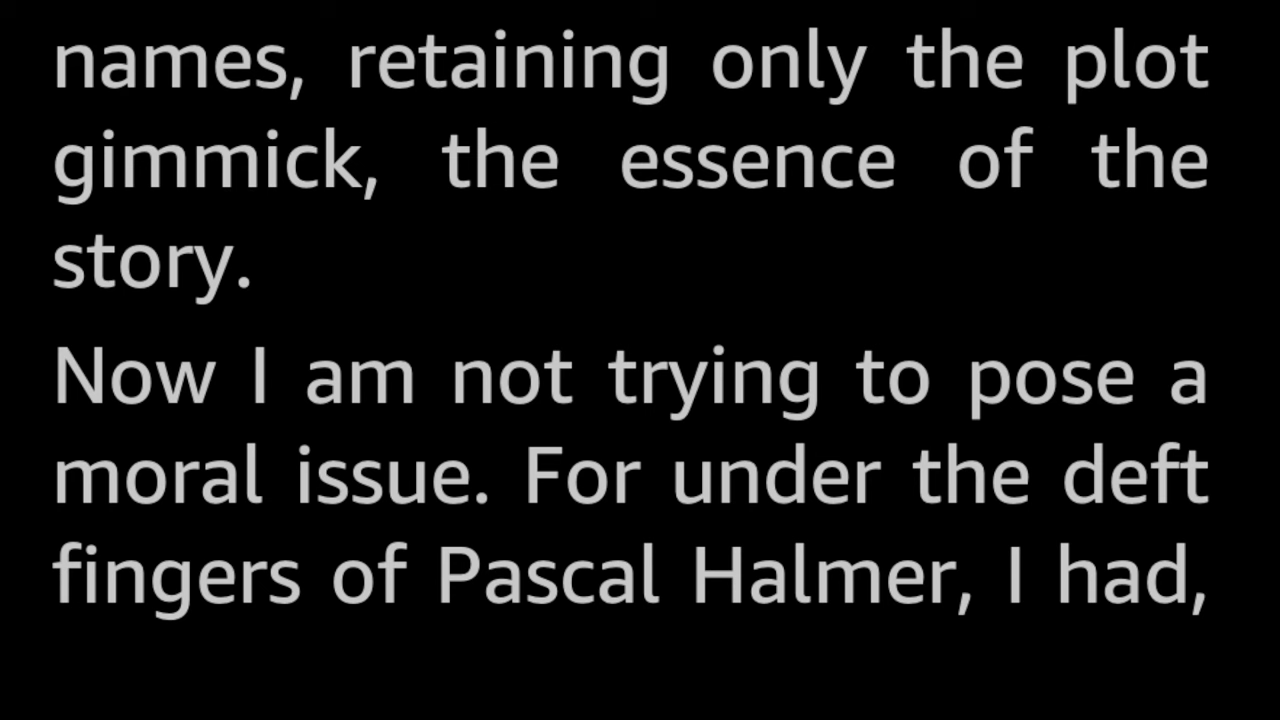 names, retaining only the plot
gimmick, the essence of the
story.
Now I am not trying to pose a
moral issue. For under the deft
fingers of Pascal Halmer, I had,